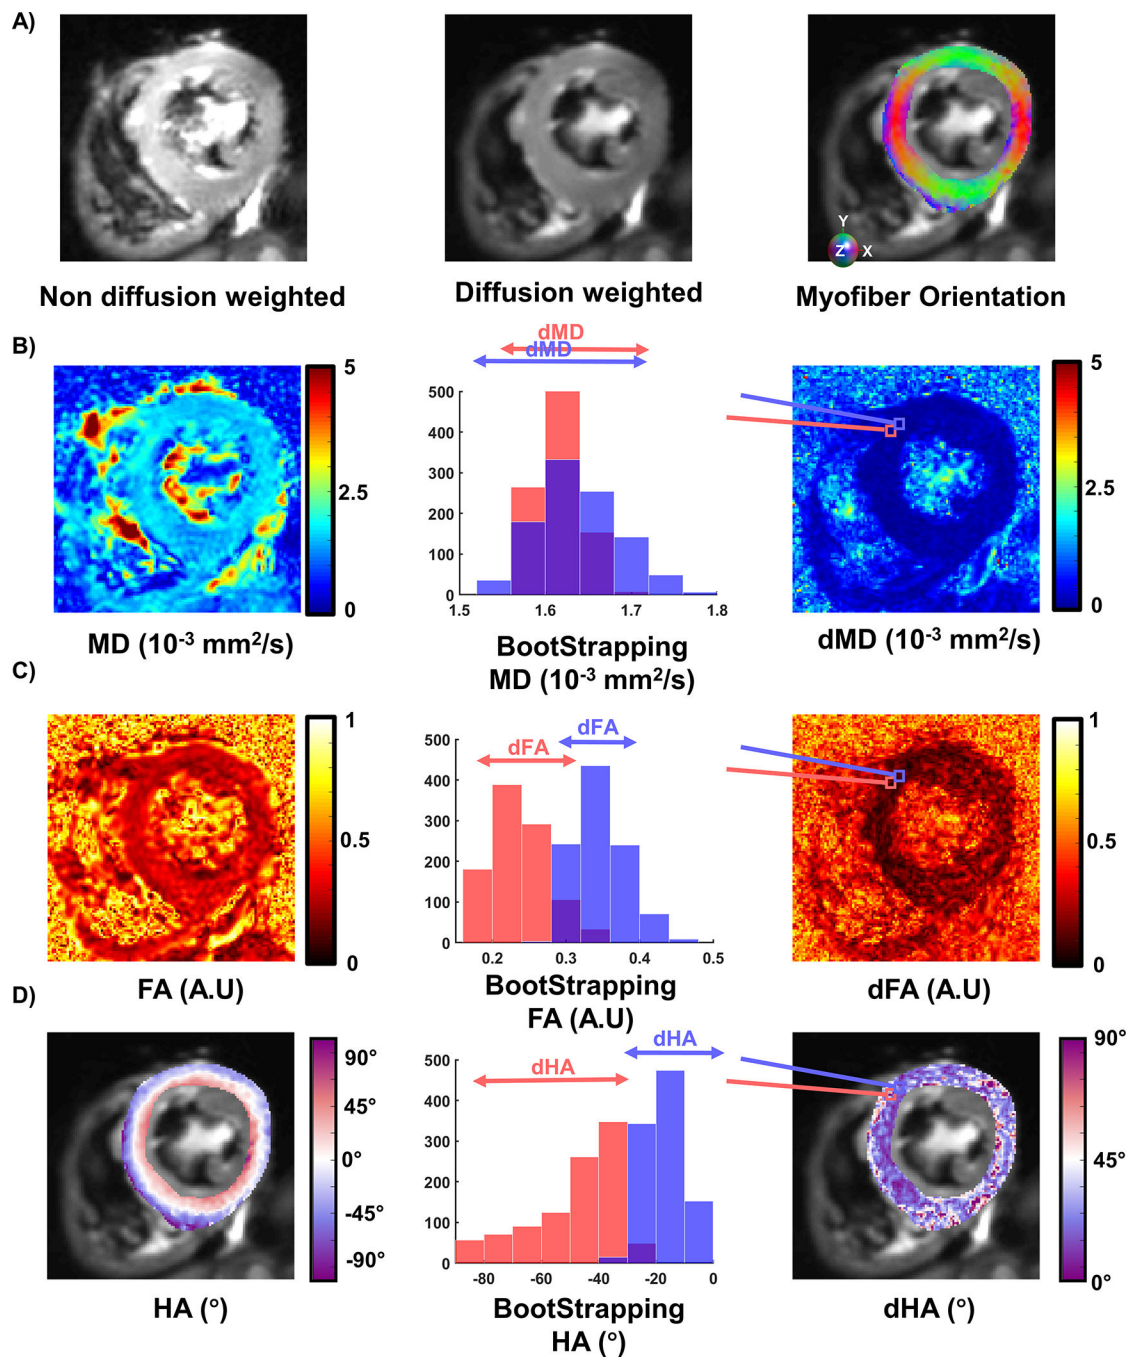 A)
Y
Z X
Non diffusion weighted
Diffusion weighted
Myofiber Orientation
B)
dMD
dMD
5
2.5
0
500
400
300
200
100
0
1.5 1.6 1.7 1.8
5
2.5
0
MD (10⁻³ mm²/s)
BootStrapping
MD (10⁻³ mm²/s)
dMD (10⁻³ mm²/s)
C)
1
0.5
0
dFA
dFA
500
400
300
200
100
0
0.2 0.3 0.4 0.5
1
0.5
0
FA (A.U)
BootStrapping
FA (A.U)
dFA (A.U)
D)
90°
45°
0°
-45°
-90°
dHA
dHA
500
400
300
200
100
0
-80 -60 -40 -20 0
90°
45°
0°
HA (°)
BootStrapping
HA (°)
dHA (°)